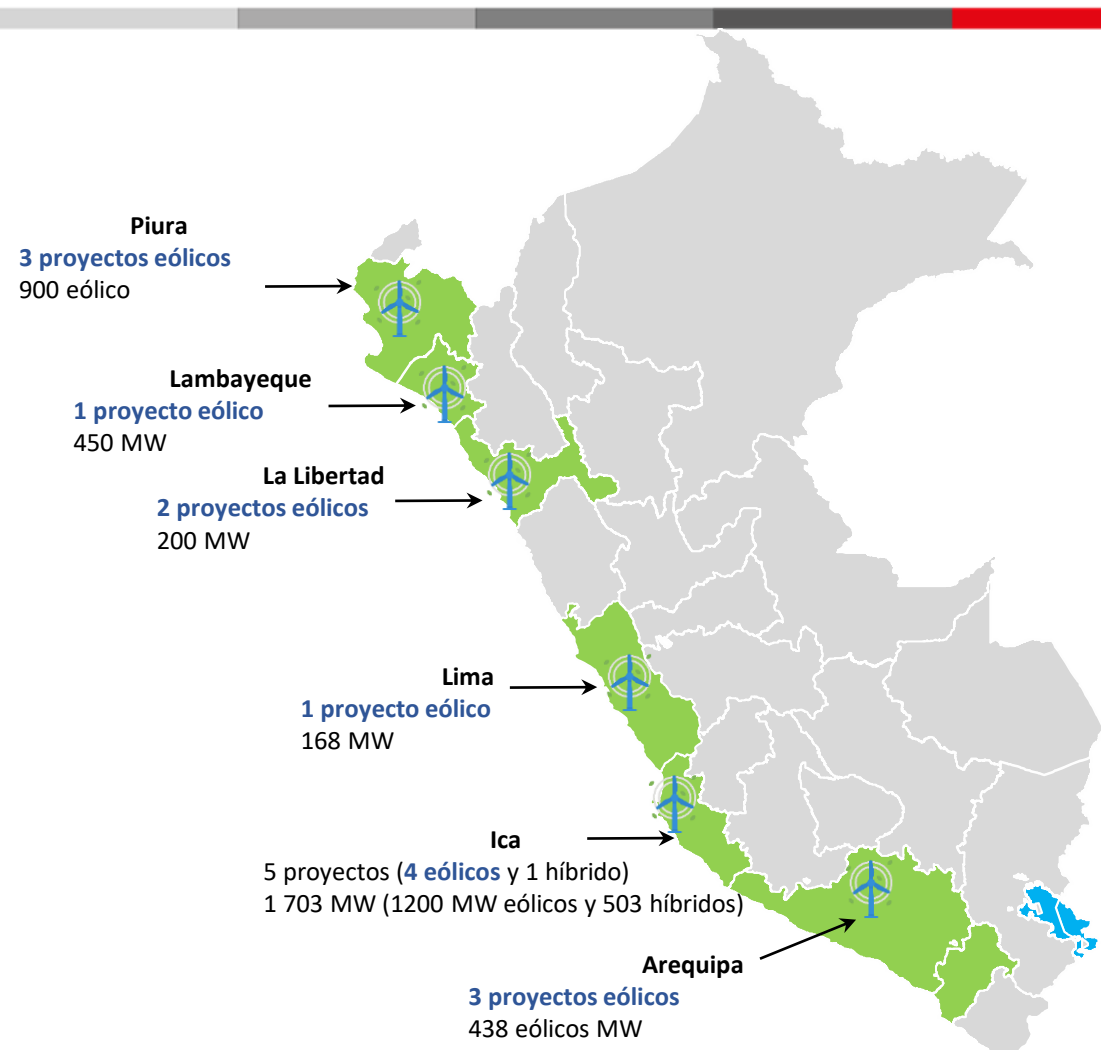 Piura
3 proyectos eólicos
900 eólico
Lambayeque
1 proyecto eólico
450 MW
La Libertad
2 proyectos eólicos
200 MW
Lima
1 proyecto eólico
168 MW
Ica
5 proyectos (4 eólicos y 1 híbrido)
1 703 MW (1200 MW eólicos y 503 híbridos)
Arequipa
3 proyectos eólicos
438 eólicos MW